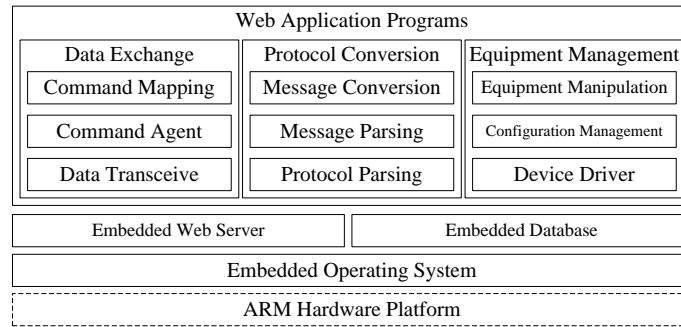 Web Application Programs
Data Exchange
Command Mapping
Command Agent
Data Transceive
Protocol Conversion
Message Conversion
Message Parsing
Protocol Parsing
Equipment Management
Equipment Manipulation
Configuration Management
Device Driver
Embedded Web Server
Embedded Database
Embedded Operating System
ARM Hardware Platform